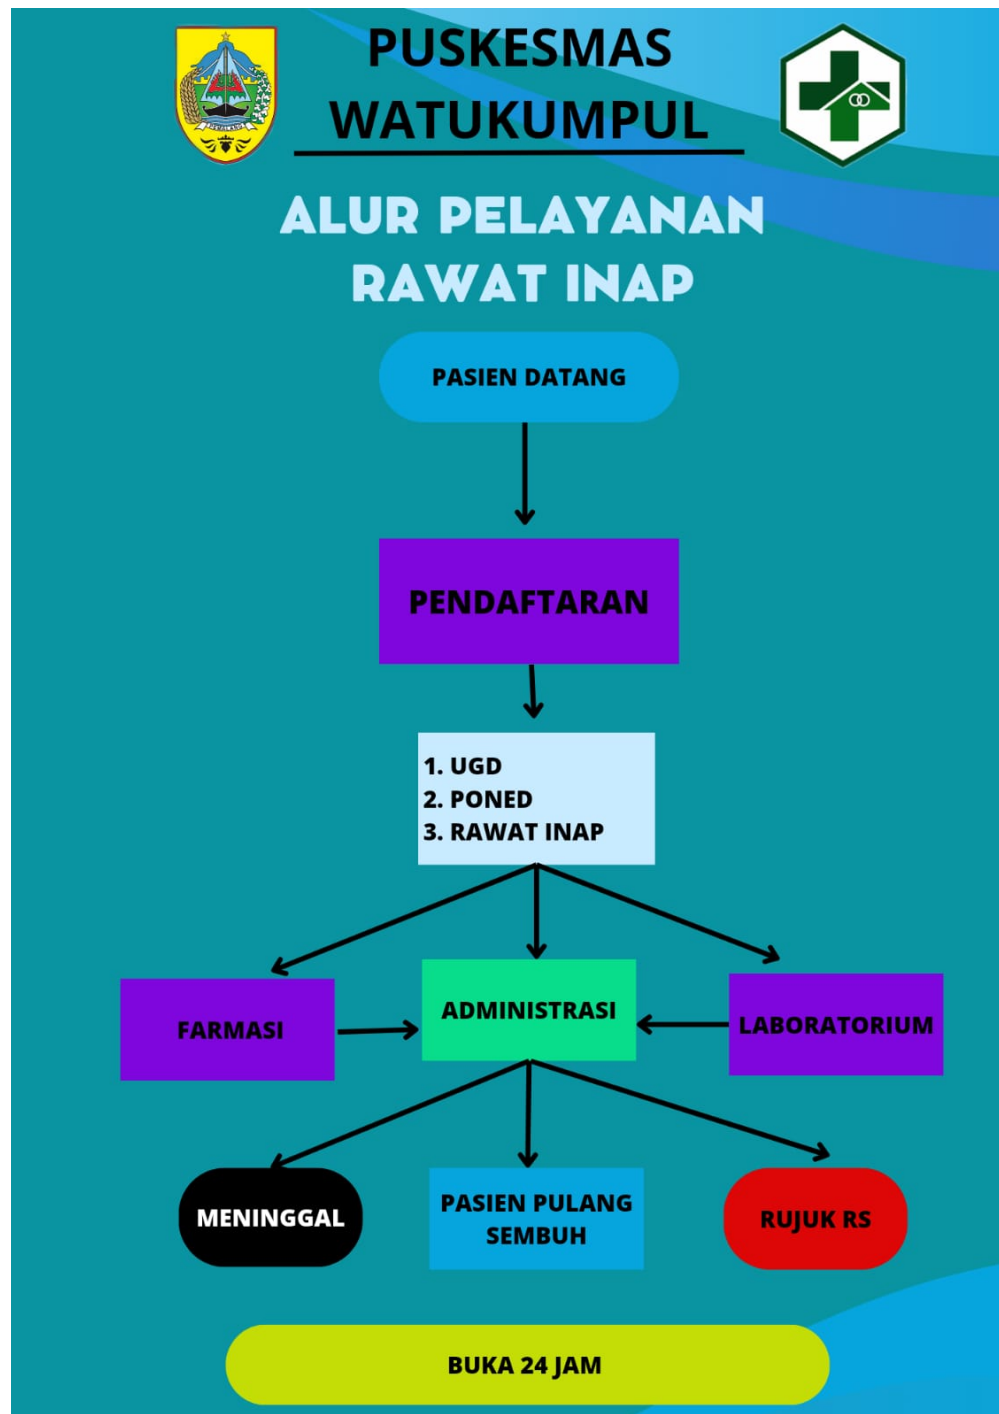 PUSKESMAS
WATUKUMPUL
PEMALANG
ALUR PELAYANAN
RAWAT INAP
PASIEN DATANG
PENDAFTARAN
1. UGD
2. PONED
3. RAWAT INAP
FARMASI
ADMINISTRASI
LABORATORIUM
MENINGGAL
PASIEN PULANG
SEMBUH
RUJUK RS
BUKA 24 JAM